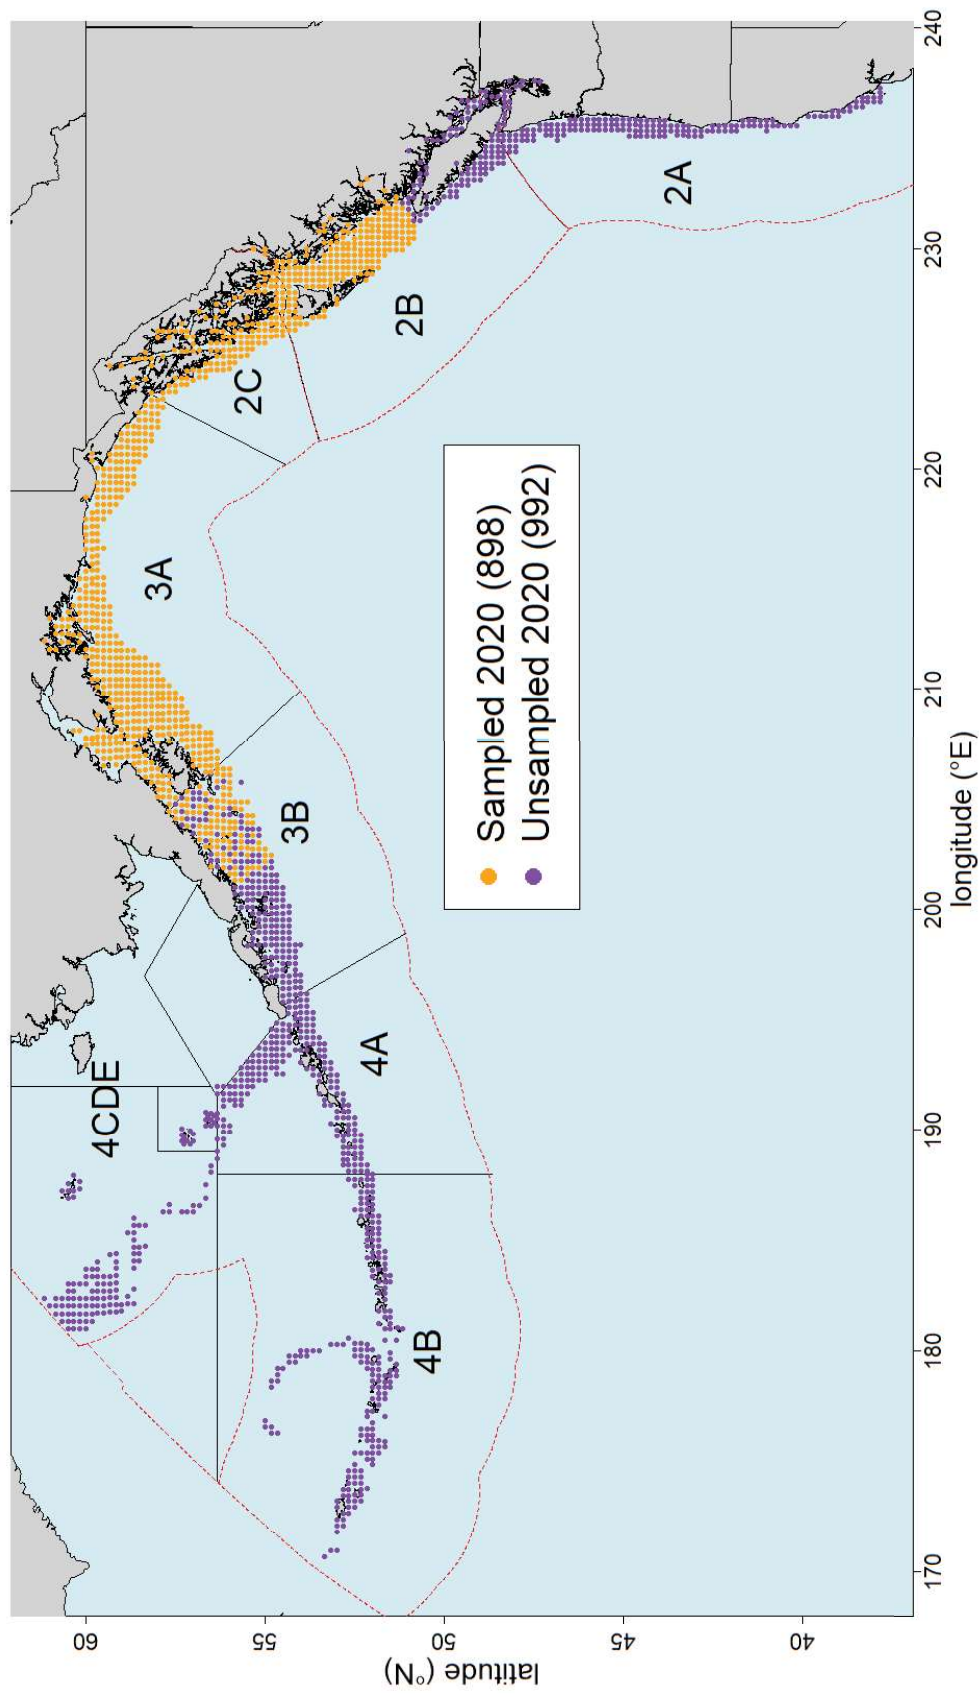 4CDE
3A
2C
3B
4A
2B
4B
2A
Sampled 2020 (898)
Unsampled 2020 (992)
latitude (°N)
60
55
50
45
40
170
180
190
200
210
220
230
240
longitude (°E)